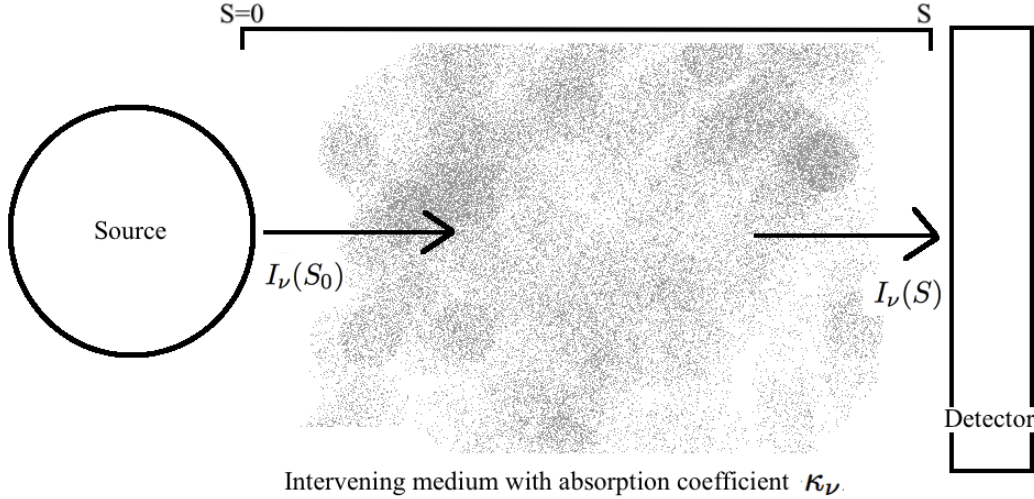 S=0
S
Source
I_ν(S_0)
I_ν(S)
Detector
Intervening medium with absorption coefficient κ_ν